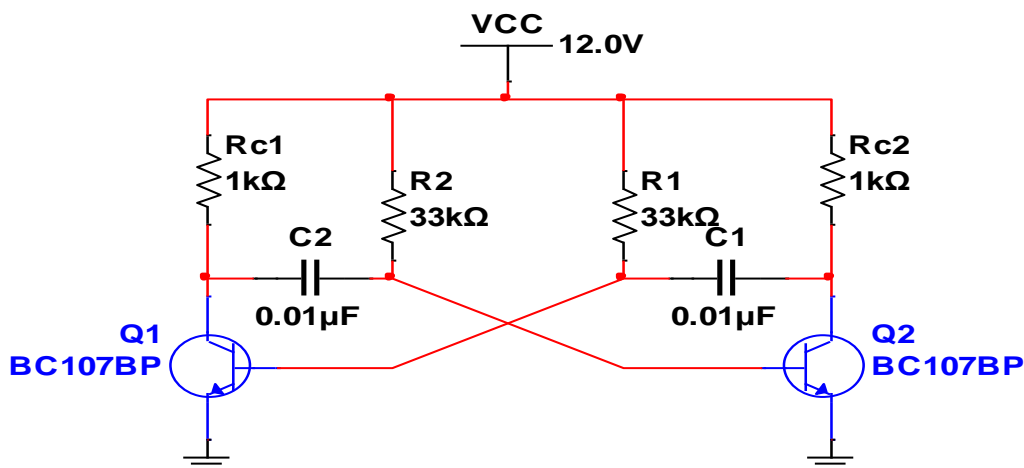 VCC
12.0V
Rc1
1kΩ
R2
33kΩ
R1
33kΩ
Rc2
1kΩ
C2
0.01µF
C1
0.01µF
Q1
BC107BP
Q2
BC107BP